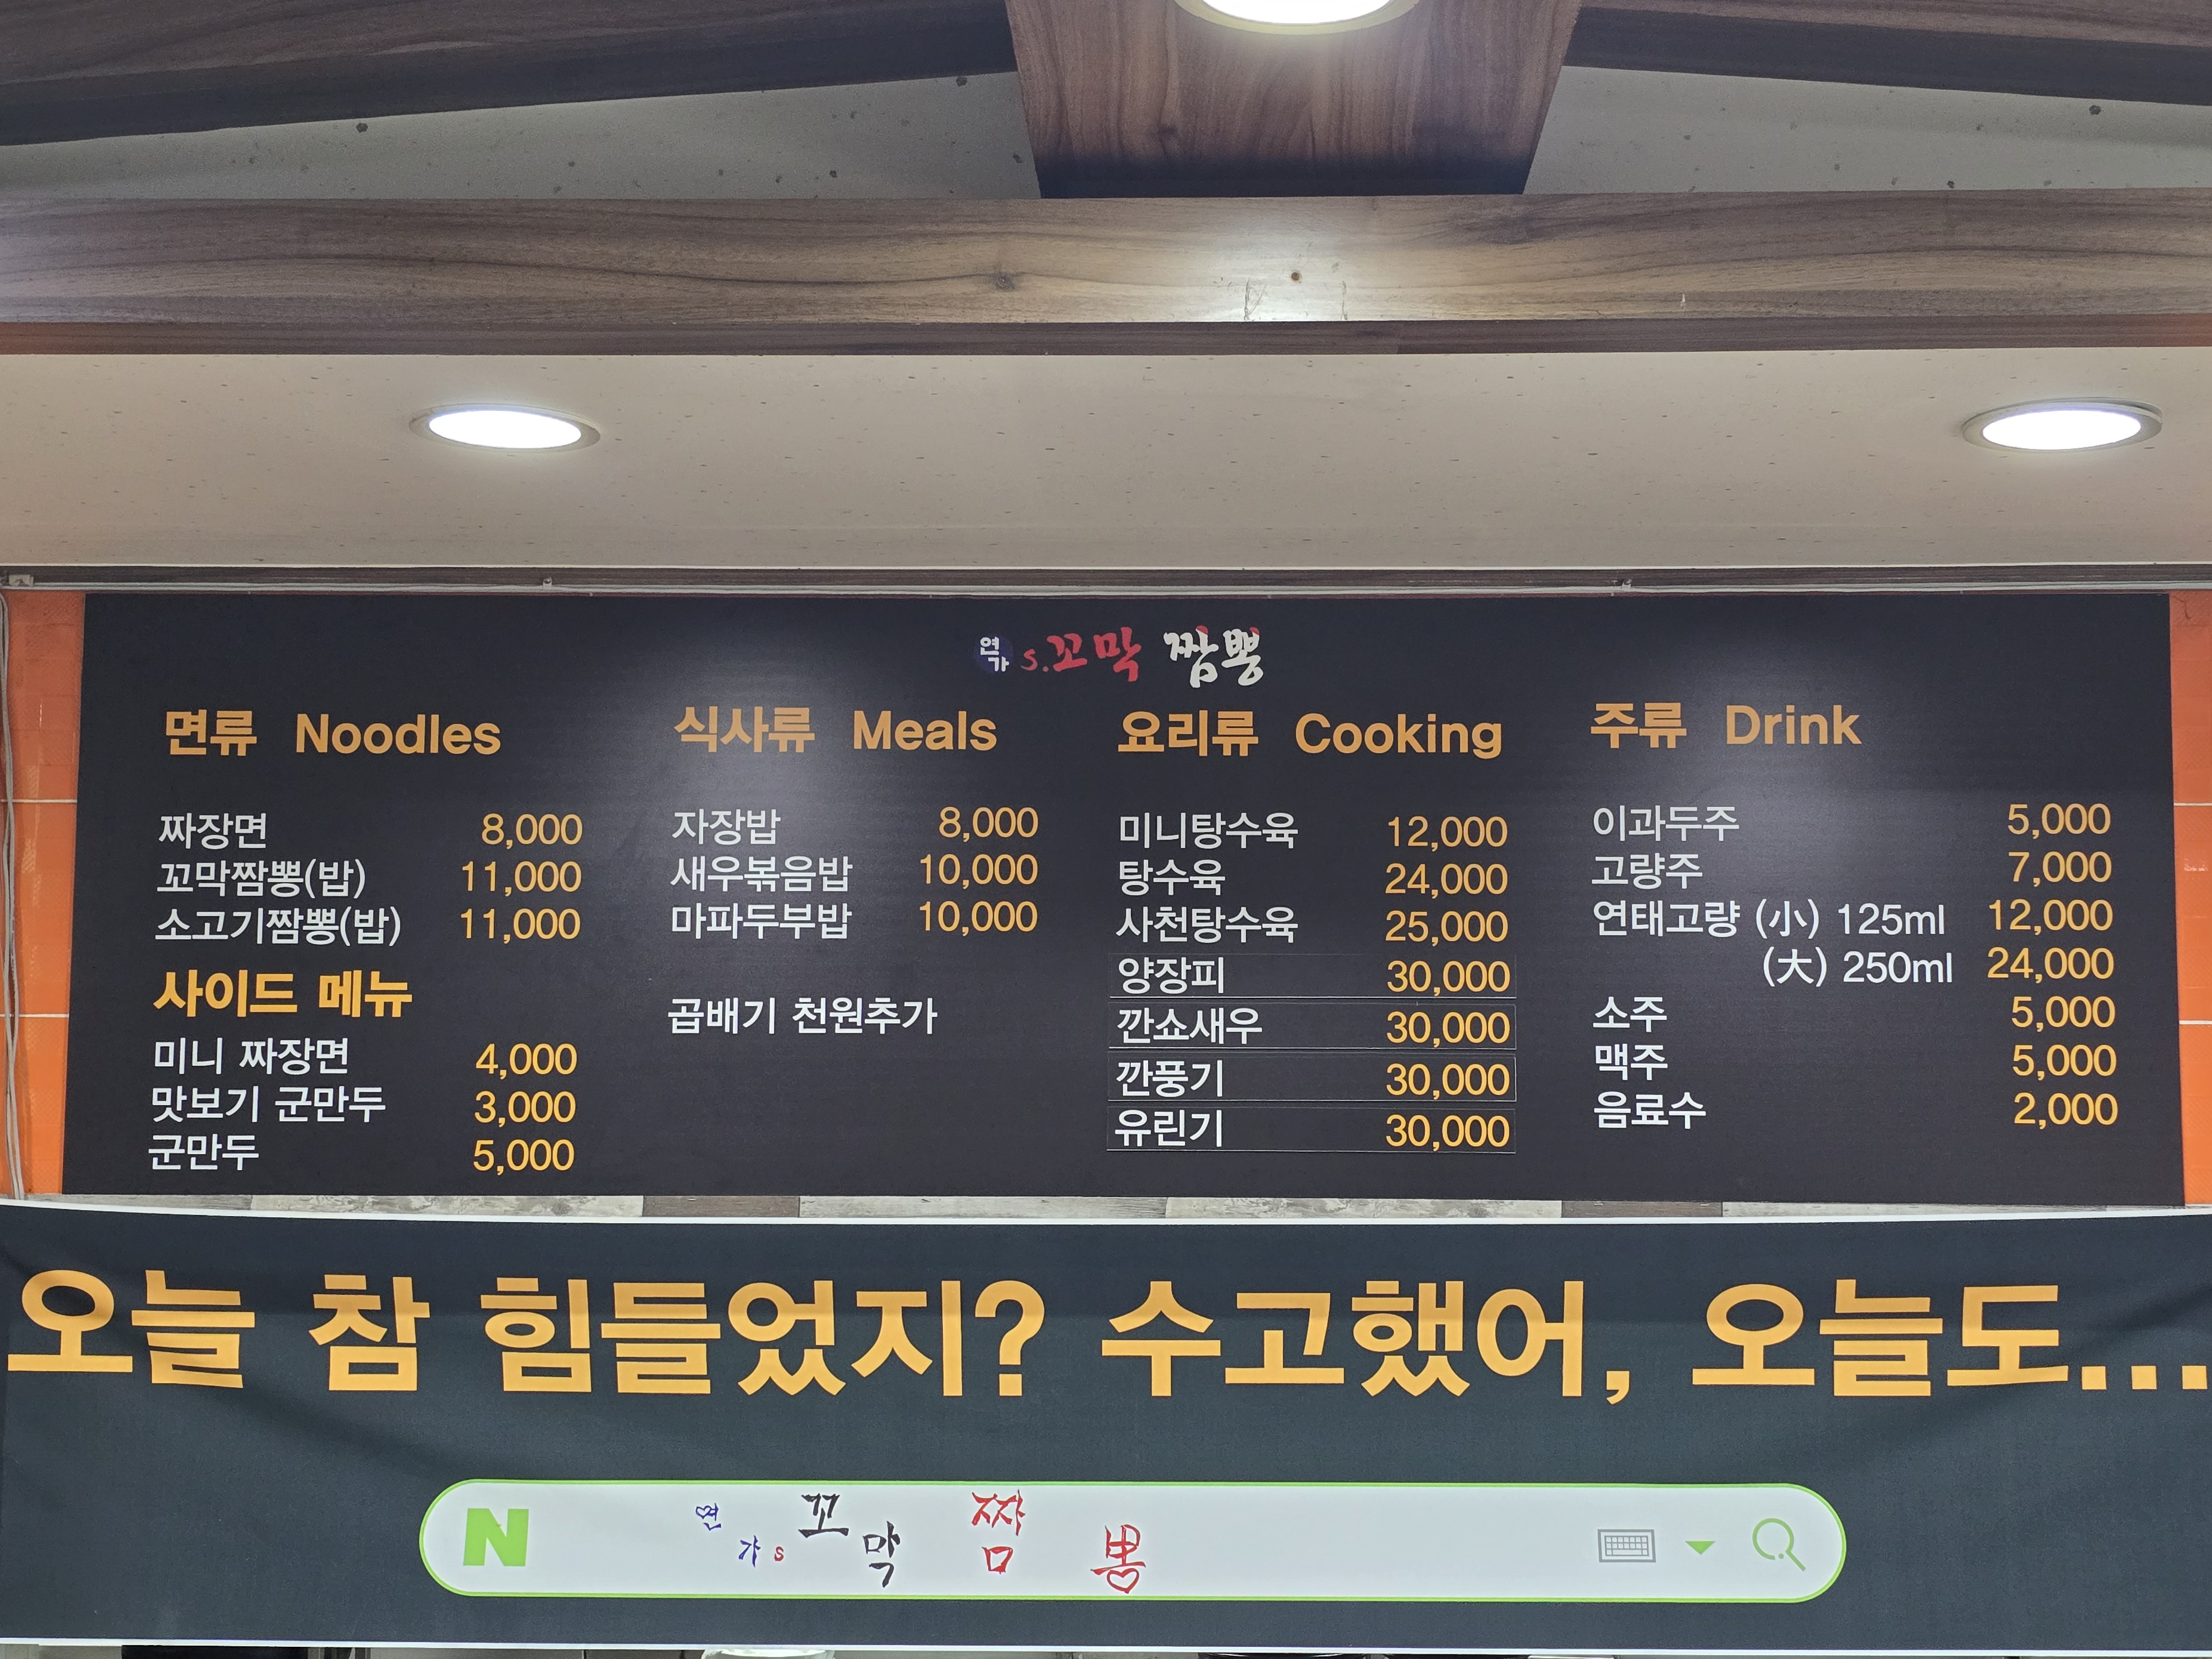 연가 s.꼬막 짬뽕
면류 Noodles
짜장면 8,000
꼬막짬뽕(밥) 11,000
소고기짬뽕(밥) 11,000
사이드 메뉴
미니 짜장면 4,000
맛보기 군만두 3,000
군만두 5,000
식사류 Meals
자장밥 8,000
새우볶음밥 10,000
마파두부밥 10,000
곱배기 천원추가
요리류 Cooking
미니탕수육 12,000
탕수육 24,000
사천탕수육 25,000
양장피 30,000
깐쇼새우 30,000
깐풍기 30,000
유린기 30,000
주류 Drink
이과두주 5,000
고량주 7,000
연태고량 (小) 125ml 12,000
(大) 250ml 24,000
소주 5,000
맥주 5,000
음료수 2,000
오늘 참 힘들었지? 수고했어, 오늘도...
N 연가 s 꼬막 짬뽕